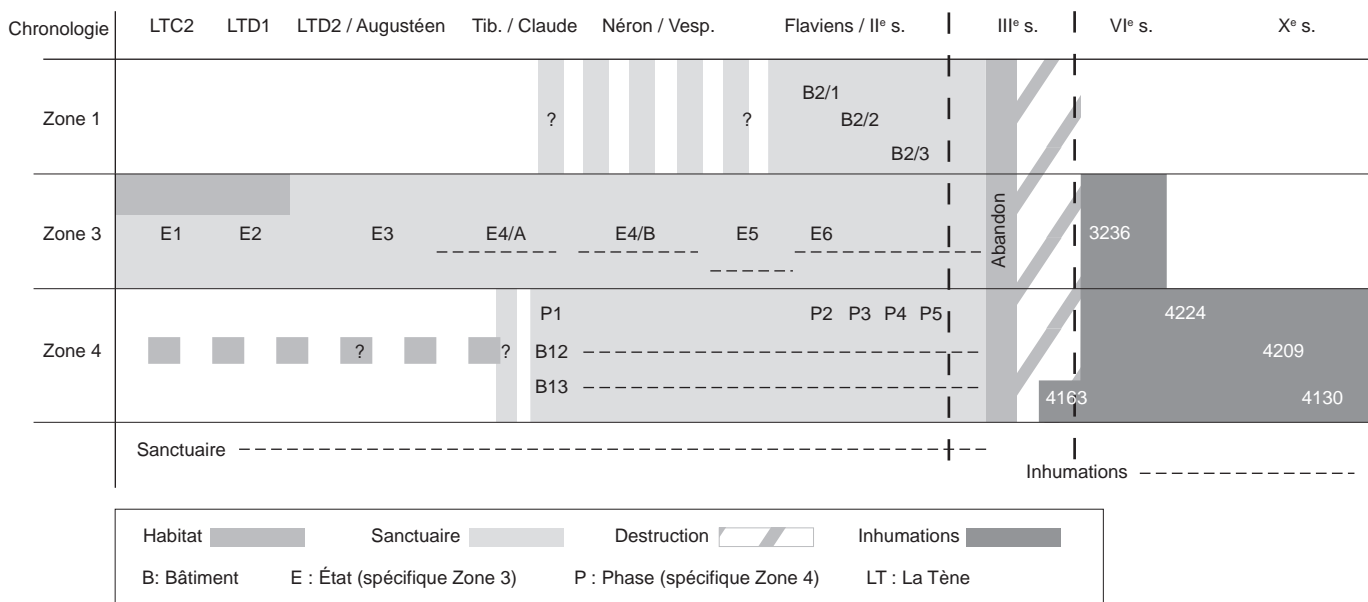 Chronologie LTC2 LTD1 LTD2 / Augustéen Tib. / Claude Néron / Vesp. Flaviens / IIᵉ s. IIIᵉ s. VIᵉ s. Xᵉ s.
B2/1
Zone 1 ? ? B2/2
B2/3
Abandon
Zone 3 E1 E2 E3 E4/A E4/B E5 E6 3236
P1 P2 P3 P4 P5 4224
Zone 4 ? ? B12 4209
B13 4163 4130
Sanctuaire
Inhumations
Habitat Sanctuaire Destruction Inhumations
B: Bâtiment E : État (spécifique Zone 3) P : Phase (spécifique Zone 4) LT : La Tène